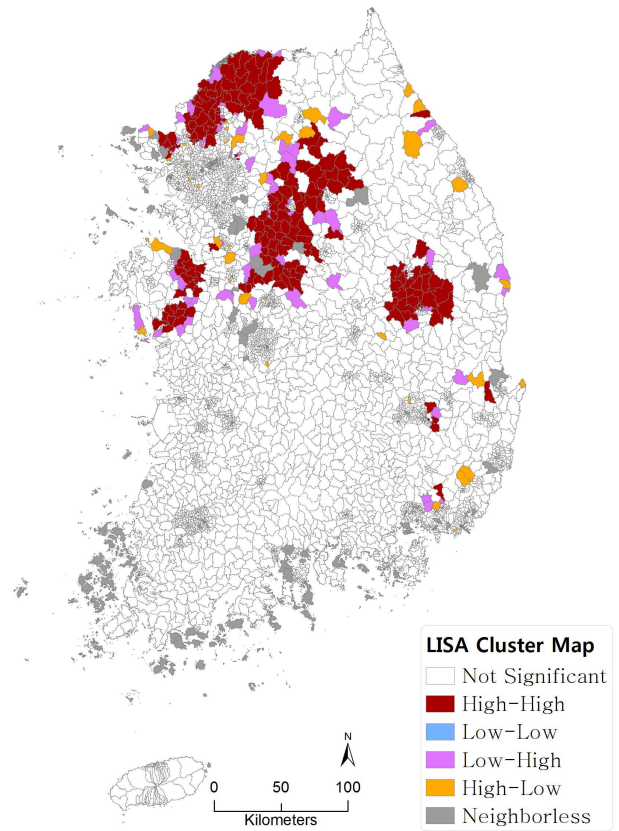 LISA Cluster Map
Not Significant
High-High
Low-Low
Low-High
High-Low
Neighborless
N
0 50 100
Kilometers